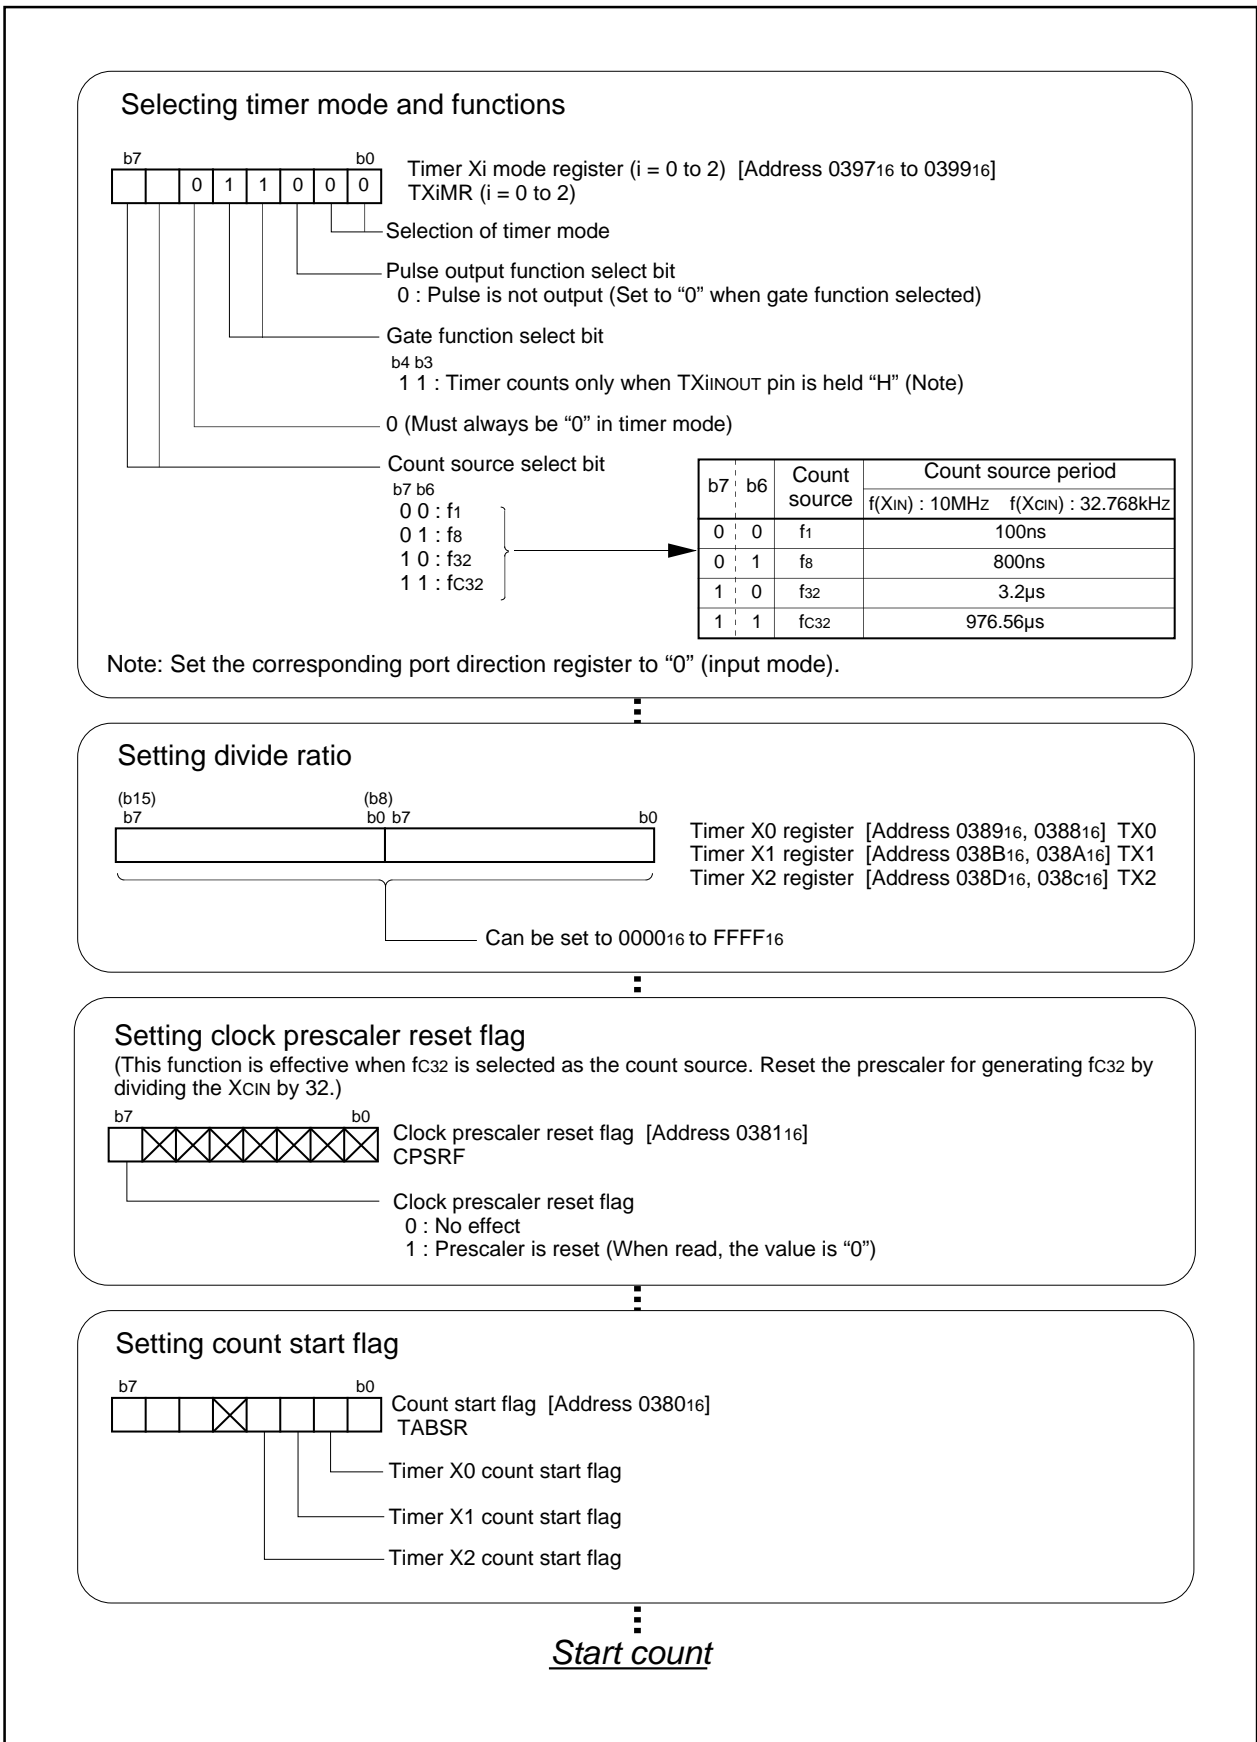 Selecting timer mode and functions
b7 b0
0 1 1 0 0 0
Timer Xi mode register (i = 0 to 2) [Address 039716 to 039916]
TXiMR (i = 0 to 2)
Selection of timer mode
Pulse output function select bit
0 : Pulse is not output (Set to “0” when gate function selected)
Gate function select bit
b4 b3
1 1 : Timer counts only when TXiINOUT pin is held “H” (Note)
0 (Must always be “0” in timer mode)
Count source select bit
b7 b6
0 0 : f1
0 1 : f8
1 0 : f32
1 1 : fC32
b7 b6 Count source Count source period
f(XIN) : 10MHz f(XCIN) : 32.768kHz
0 0 f1 100ns
0 1 f8 800ns
1 0 f32 3.2µs
1 1 fC32 976.56µs
Note: Set the corresponding port direction register to “0” (input mode).
Setting divide ratio
(b15) (b8)
b7 b0 b7 b0
Timer X0 register [Address 038916, 038816] TX0
Timer X1 register [Address 038B16, 038A16] TX1
Timer X2 register [Address 038D16, 038c16] TX2
Can be set to 000016 to FFFF16
Setting clock prescaler reset flag
(This function is effective when fC32 is selected as the count source. Reset the prescaler for generating fC32 by
dividing the XCIN by 32.)
b7 b0
Clock prescaler reset flag [Address 038116]
CPSRF
Clock prescaler reset flag
0 : No effect
1 : Prescaler is reset (When read, the value is “0”)
Setting count start flag
b7 b0
Count start flag [Address 038016]
TABSR
Timer X0 count start flag
Timer X1 count start flag
Timer X2 count start flag
Start count